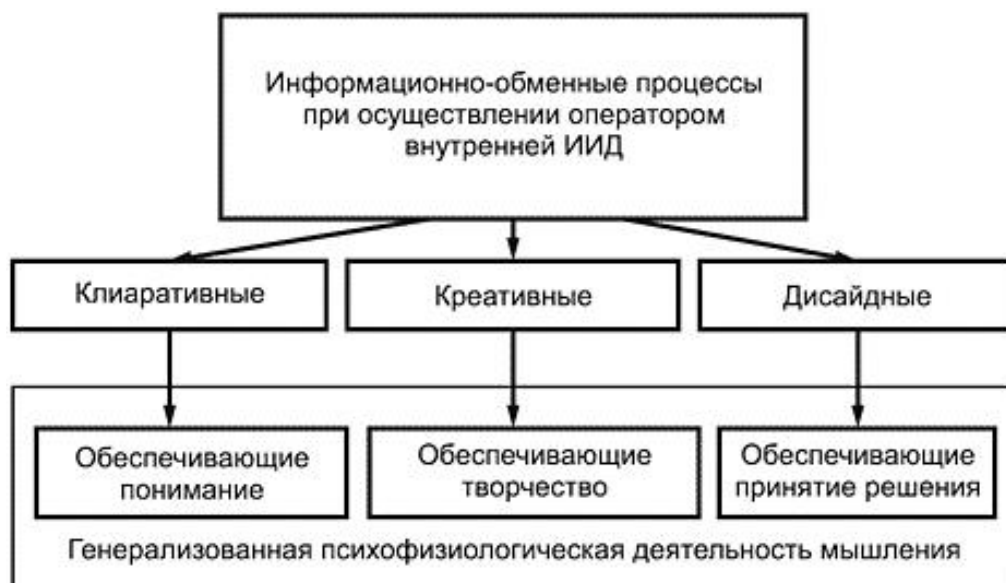 Информационно-обменные процессы
при осуществлении оператором
внутренней ИИД
Клиаративные
Креативные
Дисайдные
Обеспечивающие
понимание
Обеспечивающие
творчество
Обеспечивающие
принятие решения
Генерализованная психофизиологическая деятельность мышления